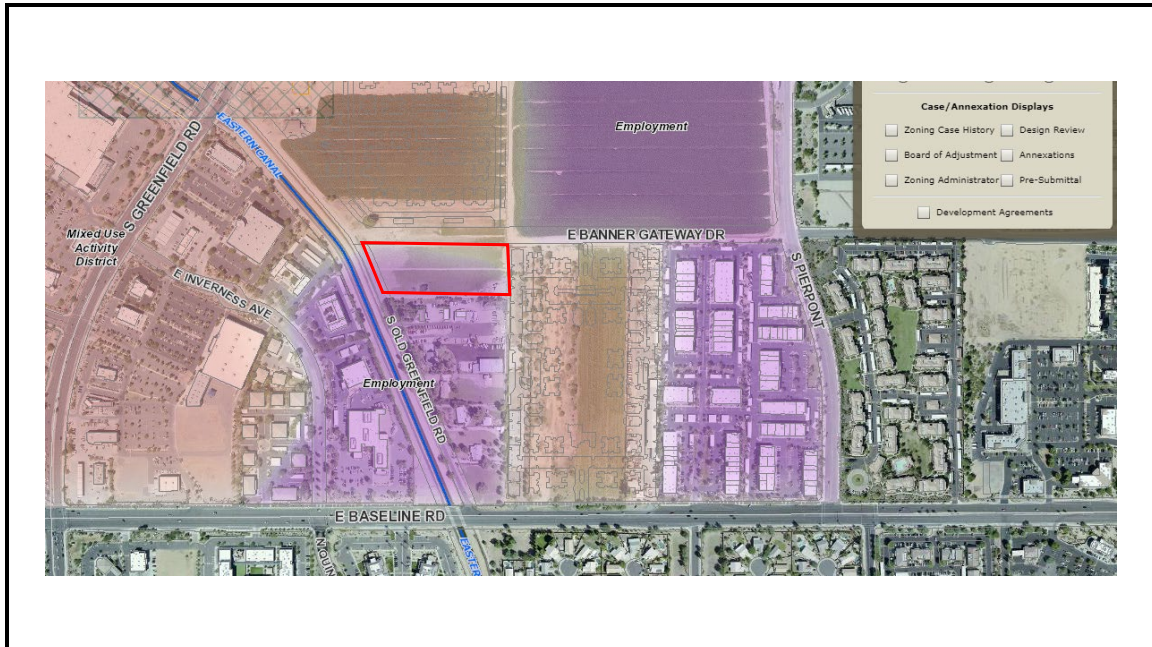 Case/Annexation Displays
Zoning Case History
Design Review
Board of Adjustment
Annexations
Zoning Administrator
Pre-Submittal
Development Agreements
Employment
EASTERN CANAL
S GREENFIELD RD
Mixed Use
Activity
District
E BANNER GATEWAY DR
E INVERNESS AVE
S PIERPONT
S OLD GREENFIELD RD
Employment
E BASELINE RD
N QUIN
EASTER